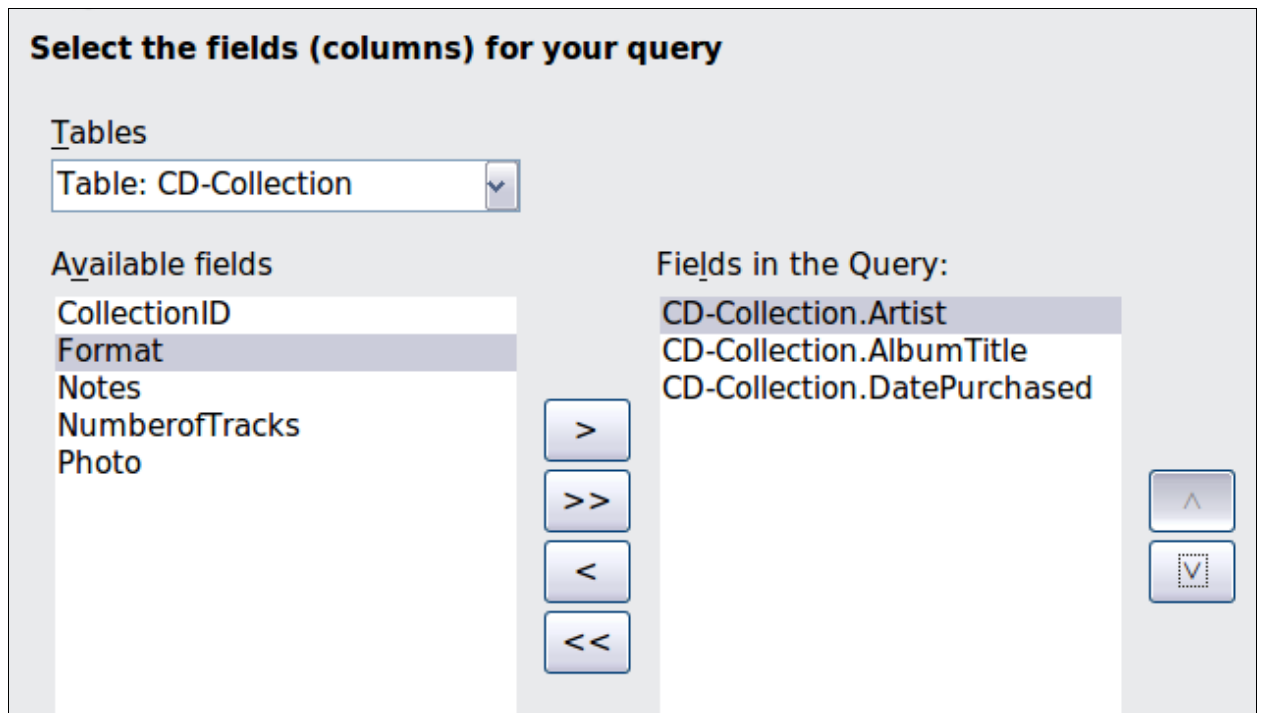 Select the fields (columns) for your query
Tables
Table: CD-Collection
Available fields
CollectionID
Format
Notes
NumberofTracks
Photo
>
>>
<
<<
Fields in the Query:
CD-Collection.Artist
CD-Collection.AlbumTitle
CD-Collection.DatePurchased